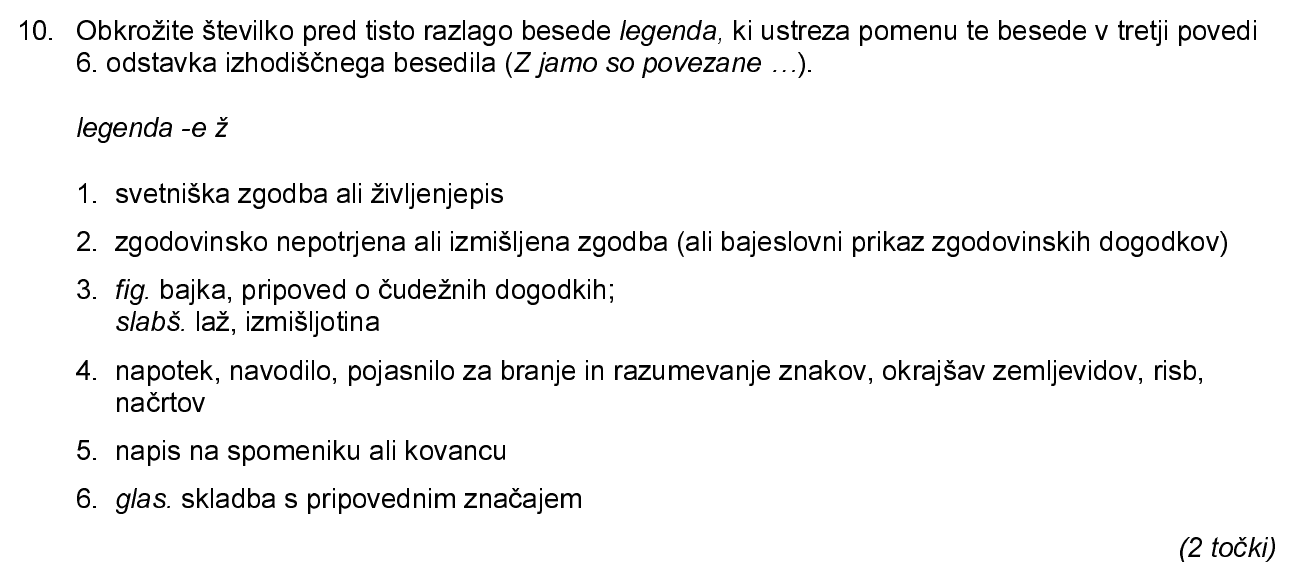 10. Obkrožite številko pred tisto razlago besede legenda, ki ustreza pomenu te besede v tretji povedi
6. odstavka izhodiščnega besedila (Z jamo so povezane …).
legenda -e ž
1. svetniška zgodba ali življenjepis
2. zgodovinsko nepotrjena ali izmišljena zgodba (ali bajeslovni prikaz zgodovinskih dogodkov)
3. fig. bajka, pripoved o čudežnih dogodkih;
slabš. laž, izmišljotina
4. napotek, navodilo, pojasnilo za branje in razumevanje znakov, okrajšav zemljevidov, risb,
načrtov
5. napis na spomeniku ali kovancu
6. glas. skladba s pripovednim značajem
(2 točki)